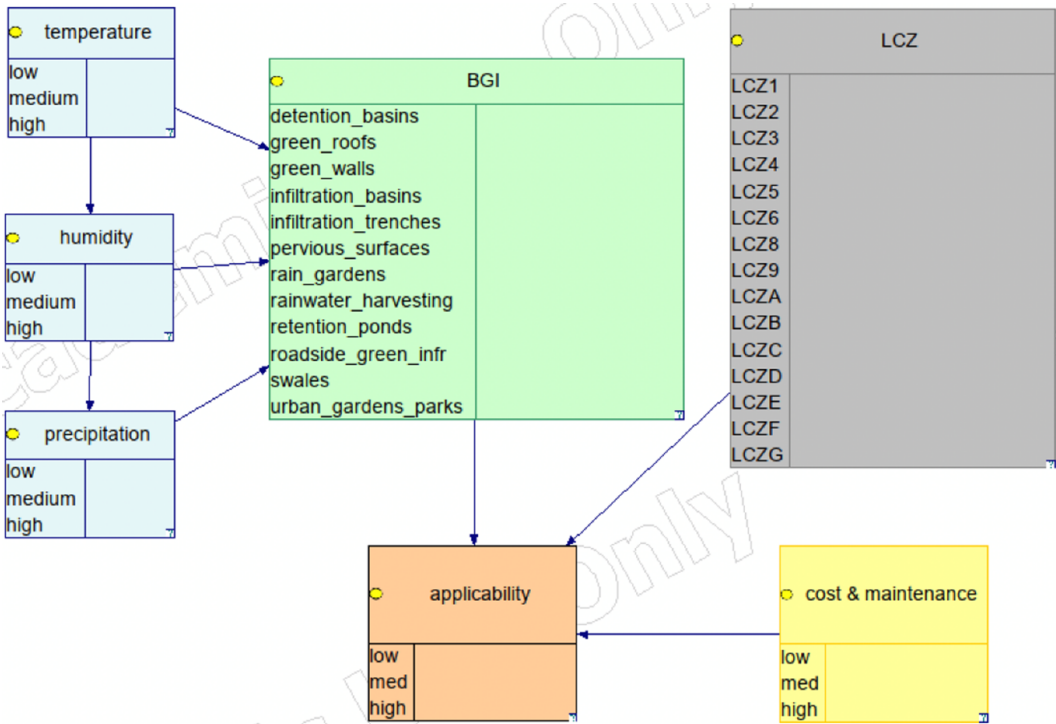 temperature
low
medium
high
humidity
low
medium
high
precipitation
low
medium
high
BGI
detention_basins
green_roofs
green_walls
infiltration_basins
infiltration_trenches
pervious_surfaces
rain_gardens
rainwater_harvesting
retention_ponds
roadside_green_infr
swales
urban_gardens_parks
LCZ
LCZ1
LCZ2
LCZ3
LCZ4
LCZ5
LCZ6
LCZ8
LCZ9
LCZA
LCZB
LCZC
LCZD
LCZE
LCZF
LCZG
applicability
low
med
high
cost & maintenance
low
med
high
Only